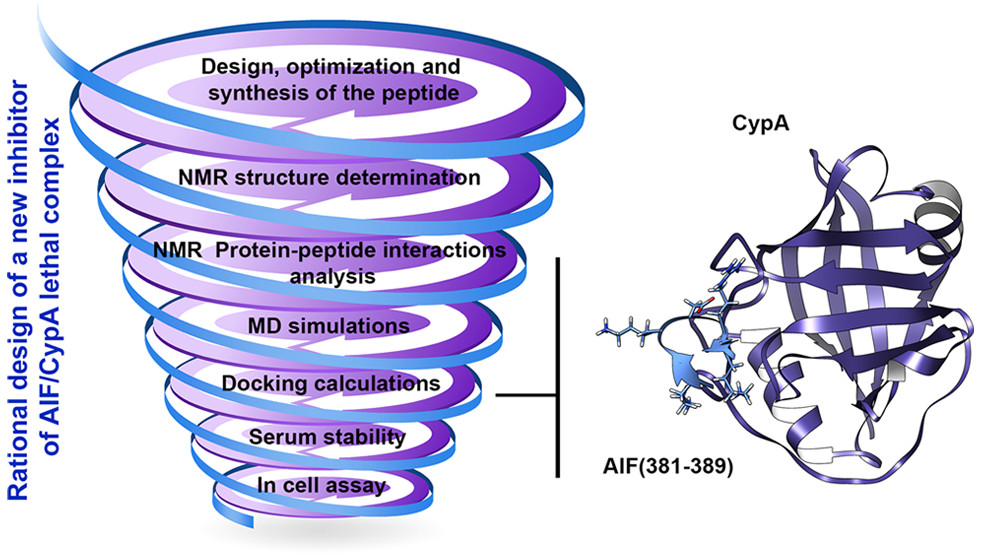 Rational design of a new inhibitor
of AIF/CypA lethal complex
Design, optimization and
synthesis of the peptide
NMR structure determination
NMR Protein-peptide interactions
analysis
MD simulations
Docking calculations
Serum stability
In cell assay
CypA
AIF(381-389)